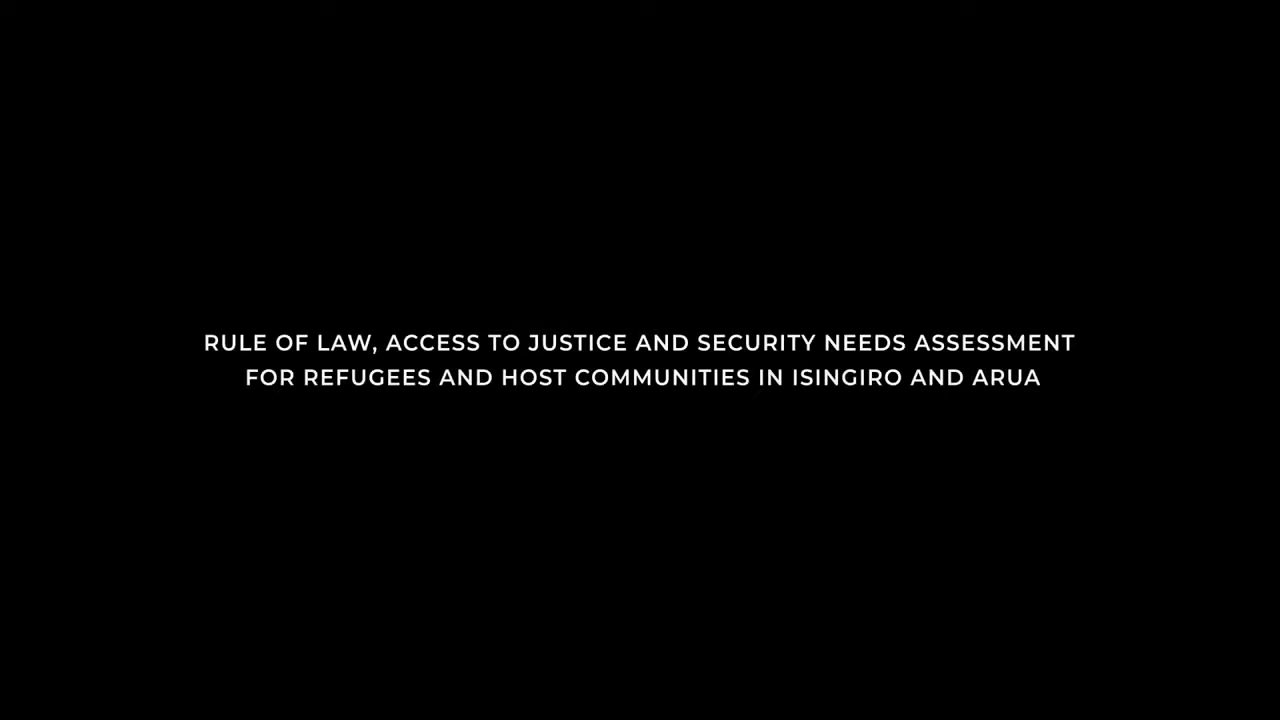 RULE OF LAW, ACCESS TO JUSTICE AND SECURITY NEEDS ASSESSMENT
FOR REFUGEES AND HOST COMMUNITIES IN ISINGIRO AND ARUA